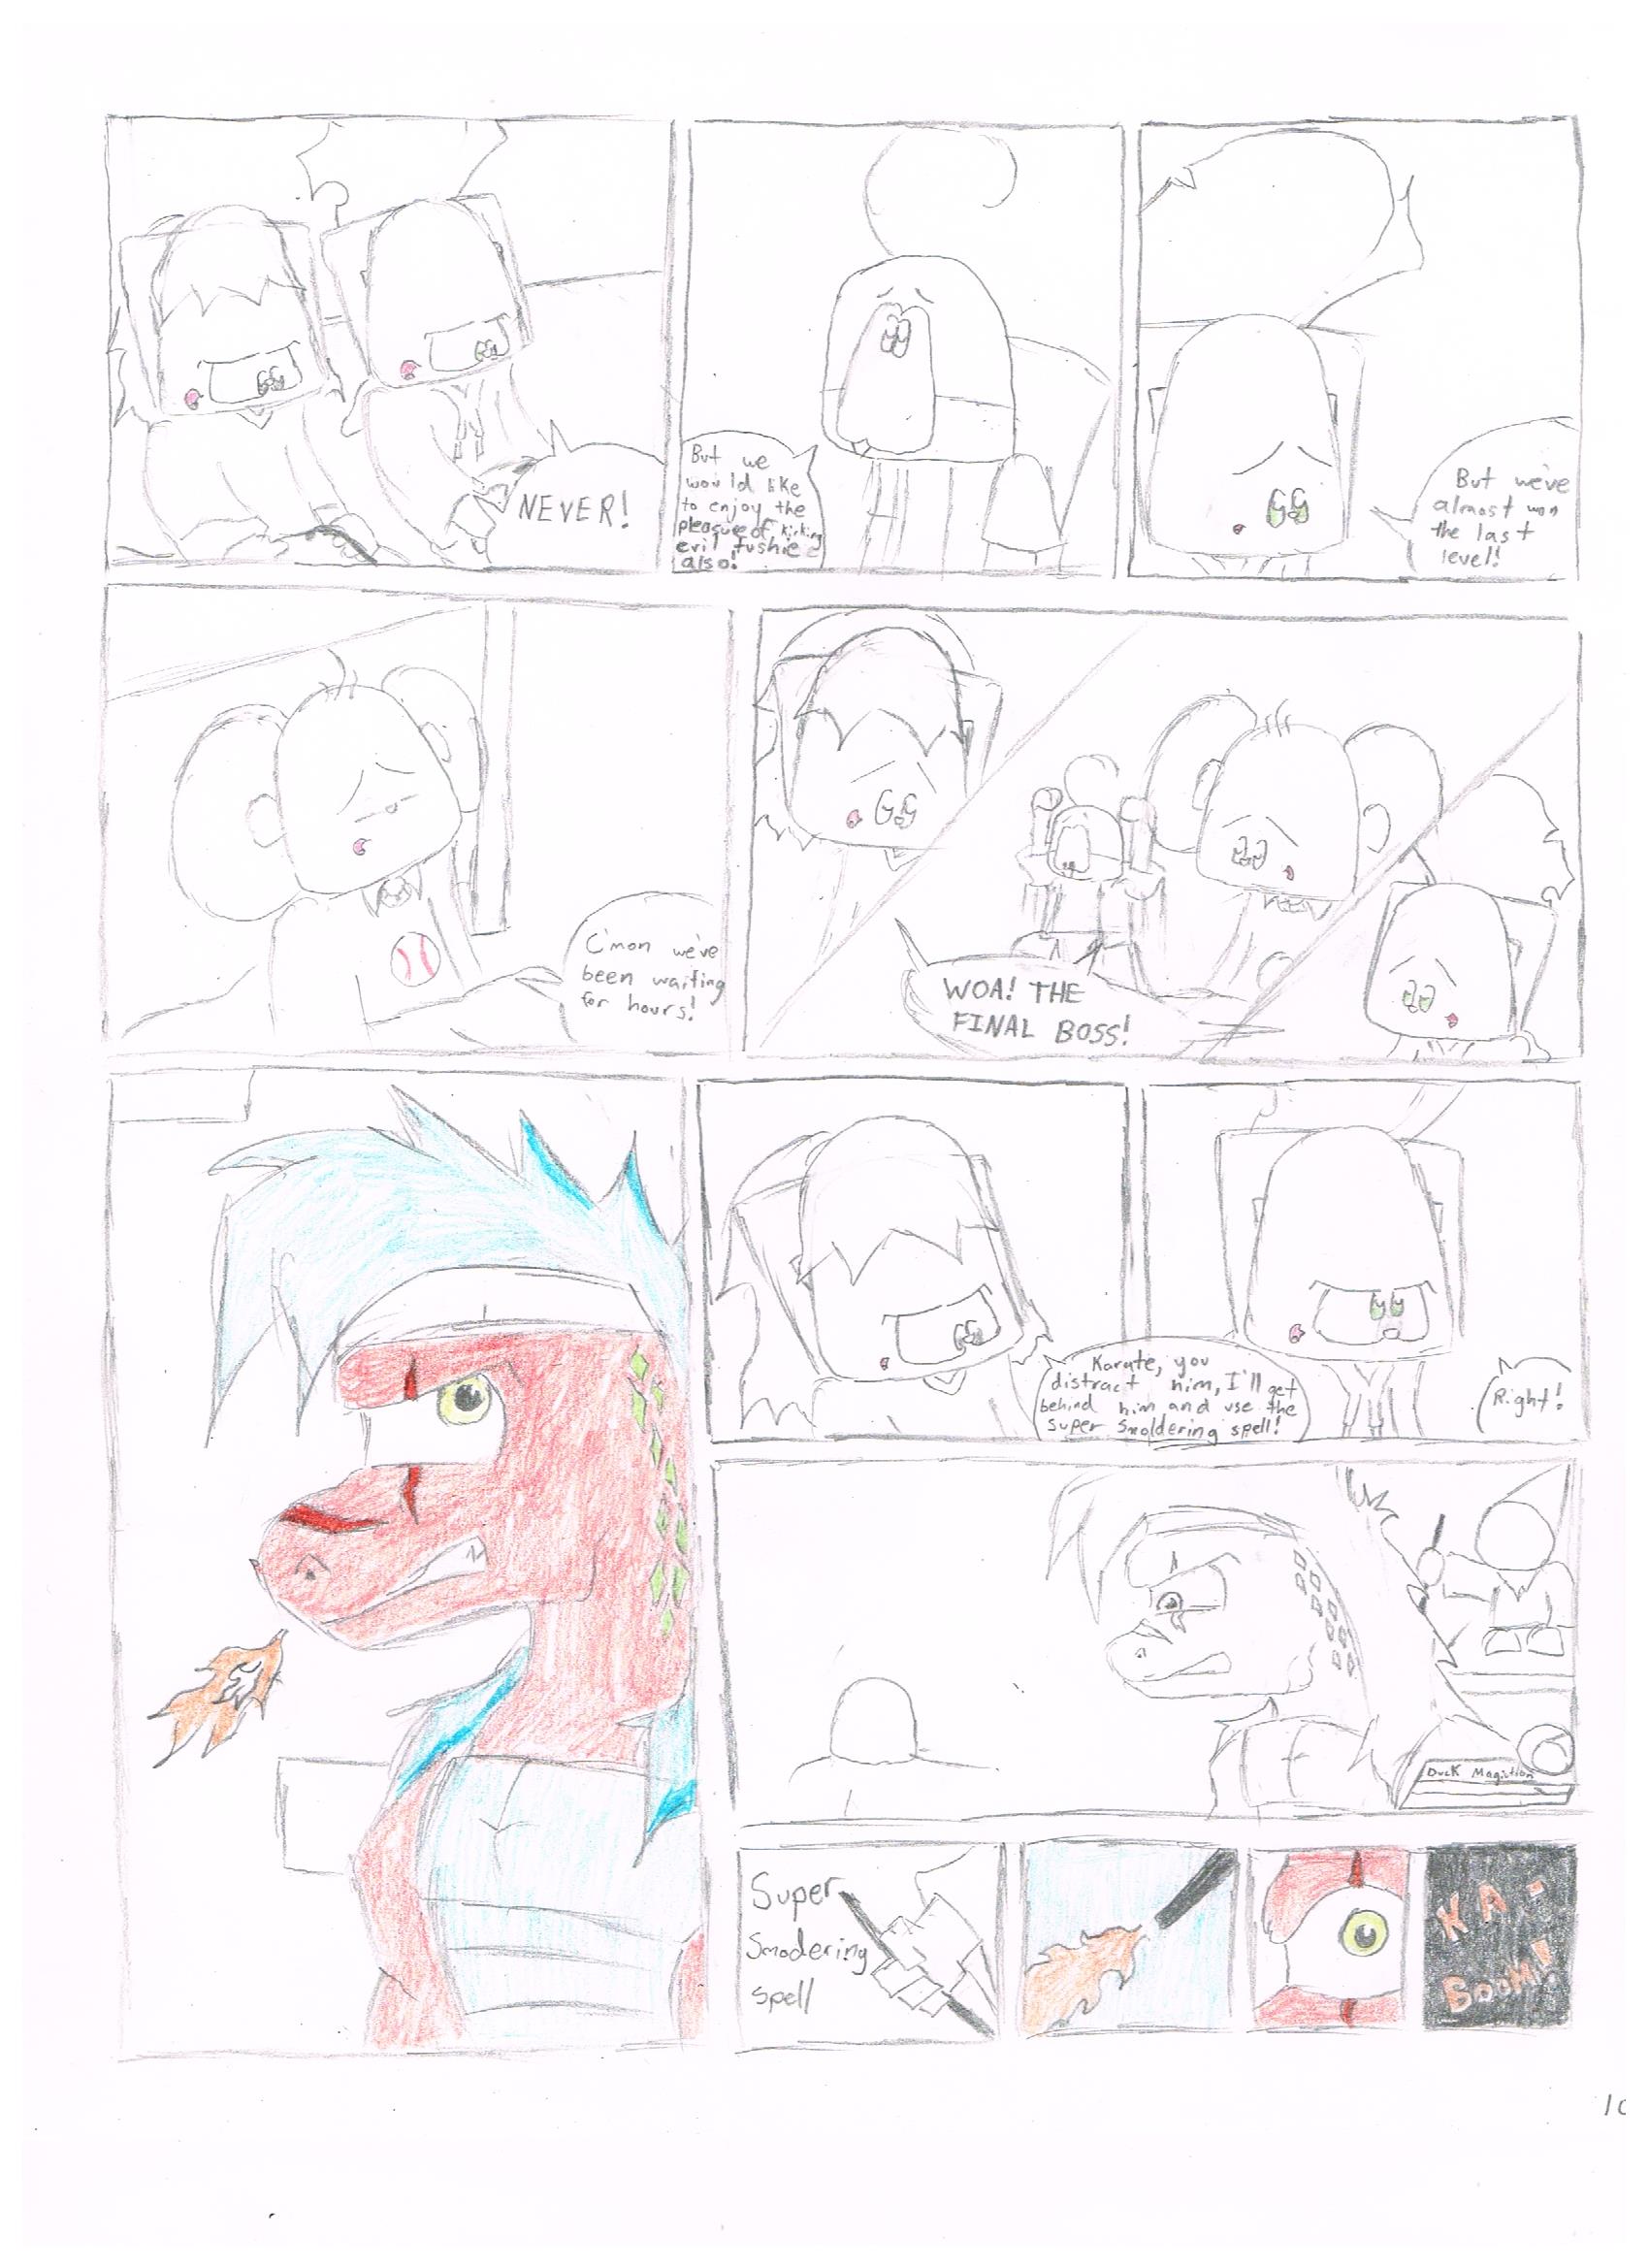 NEVER!
But we
would like
to enjoy the
pleasure of kicking
evil tushie
also!
But we've
almost won
the last
level!
C'mon we've
been waiting
for hours!
WOA! THE
FINAL BOSS!
Karate, you
distract him, I'll get
behind him and use the
super smoldering spell!
Right!
Duck Magiction
Super
Smodering
spell
KA-
BOOM!
10